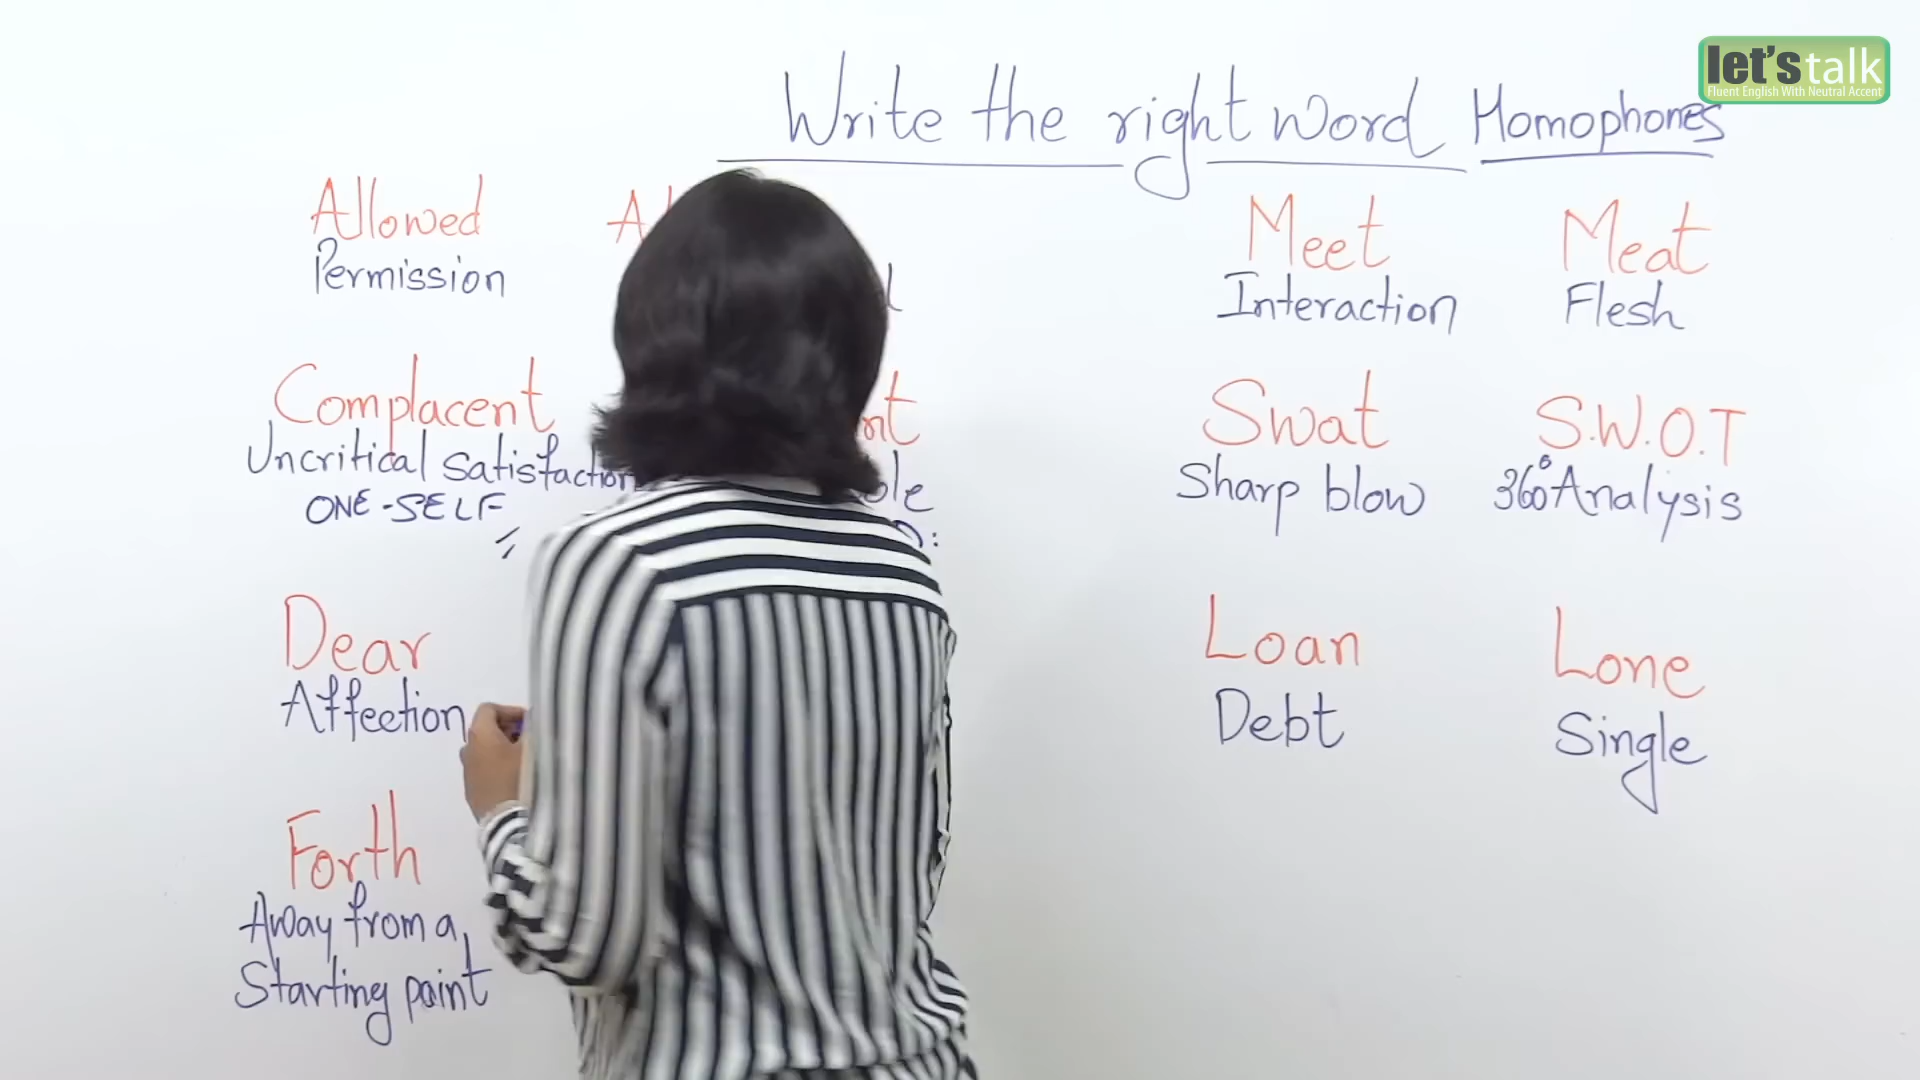 let's talk
Fluent English With Neutral Accent
Write the right word Homophones
Allowed
Permission
Complacent
Uncritical satisfaction
ONE-SELF
Dear
Affection
Forth
Away from a
Starting point
Meet Meat
Interaction Flesh
Swat S.W.O.T
Sharp blow 360° Analysis
Loan Lone
Debt Single